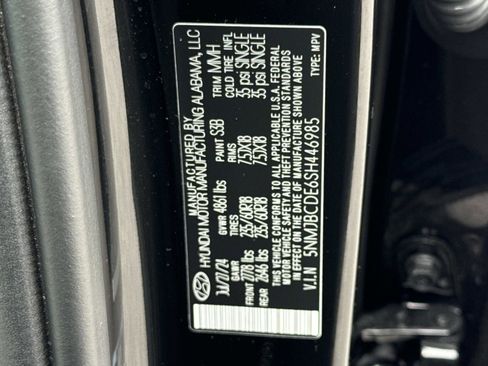 MANUFACTURED BY
HYUNDAI MOTOR MANUFACTURING ALABAMA, LLC
GVWR 4861 lbs PAINT S3B TRIM MMH
GAWR TIRES RIMS COLD TIRE INFL
FRONT 2778 lbs 235/60R18 7.5JX18 35 psi SINGLE
REAR 2646 lbs 235/60R18 7.5JX18 35 psi SINGLE
THIS VEHICLE CONFORMS TO ALL APPLICABLE U.S.A. FEDERAL
MOTOR VEHICLE SAFETY AND THEFT PREVENTION STANDARDS
IN EFFECT ON THE DATE OF MANUFACTURE SHOWN ABOVE
V.I.N 5NMJBCDE6SH446985
TYPE: MPV